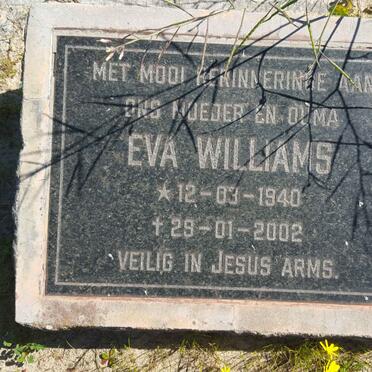 MET MOOI HERINNERINGE AAN
ONS MOEDER EN OUMA
EVA WILLIAMS
* 12-03-1940
† 29-01-2002
VEILIG IN JESUS ARMS.